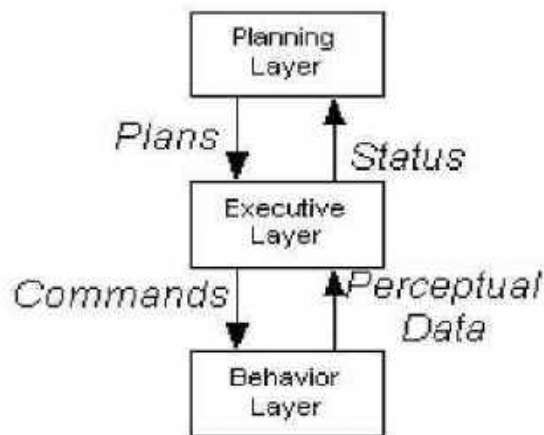 Planning
Layer
Plans
Status
Executive
Layer
Commands
Perceptual
Data
Behavior
Layer